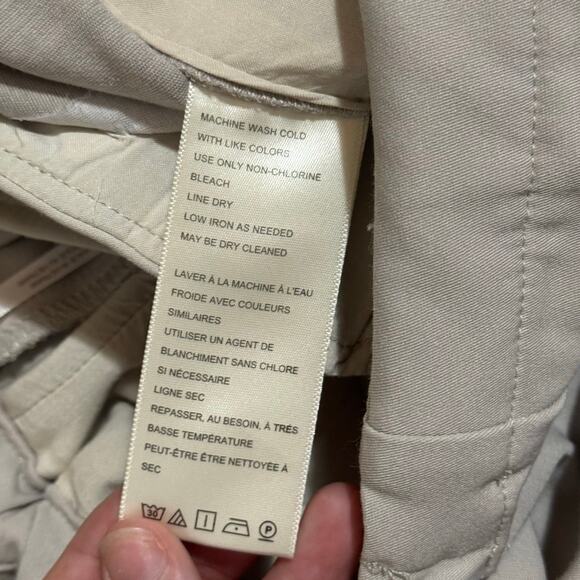 MACHINE WASH COLD
WITH LIKE COLORS
USE ONLY NON-CHLORINE
BLEACH
LINE DRY
LOW IRON AS NEEDED
MAY BE DRY CLEANED
LAVER À LA MACHINE À L'EAU
FROIDE AVEC COULEURS
SIMILAIRES
UTILISER UN AGENT DE
BLANCHIMENT SANS CHLORE
SI NÉCESSAIRE
LIGNE SEC
REPASSER, AU BESOIN, À TRÉS
BASSE TEMPÉRATURE
PEUT-ÊTRE ÊTRE NETTOYÉE À
SEC
30 P